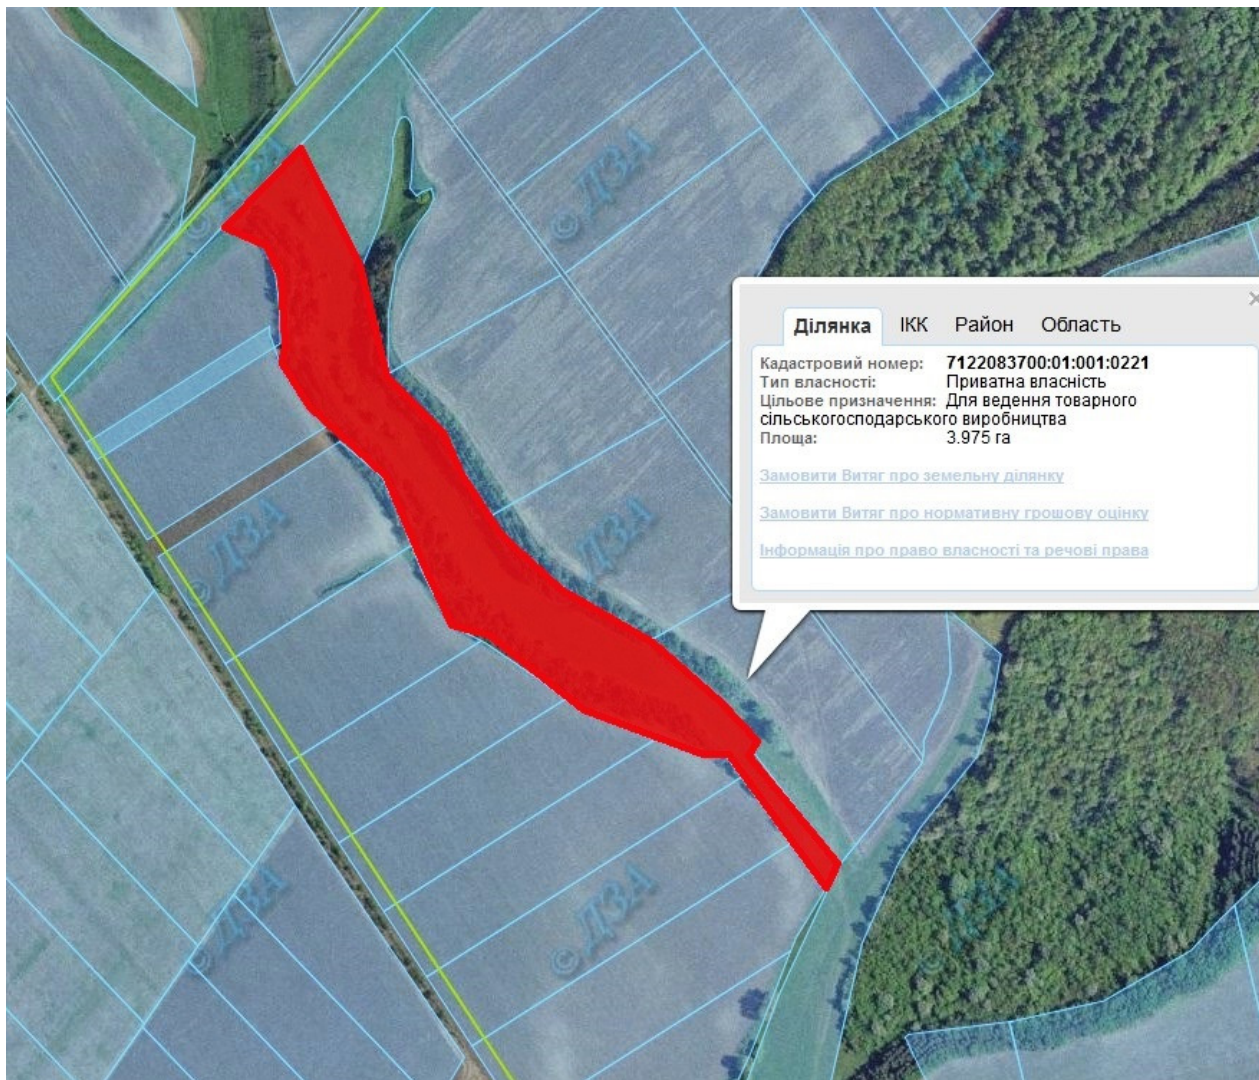 Ділянка ІКК Район Область
Кадастровий номер: 7122083700:01:001:0221
Тип власності: Приватна власність
Цільове призначення: Для ведення товарного
сільськогосподарського виробництва
Площа: 3.975 га
Замовити Витяг про земельну ділянку
Замовити Витяг про нормативну грошову оцінку
Інформація про право власності та речові права
© ДЗА
© ДЗА
© ДЗА
© ДЗА
© ДЗА
© ДЗА
© ДЗА
© ДЗА